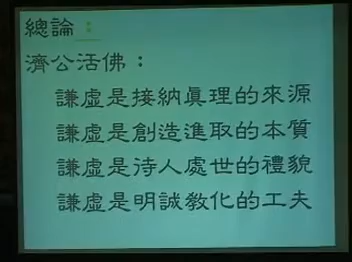 總論：
濟公活佛：
謙虛是接納真理的來源
謙虛是創造進取的本質
謙虛是待人處世的禮貌
謙虛是明誠教化的工夫